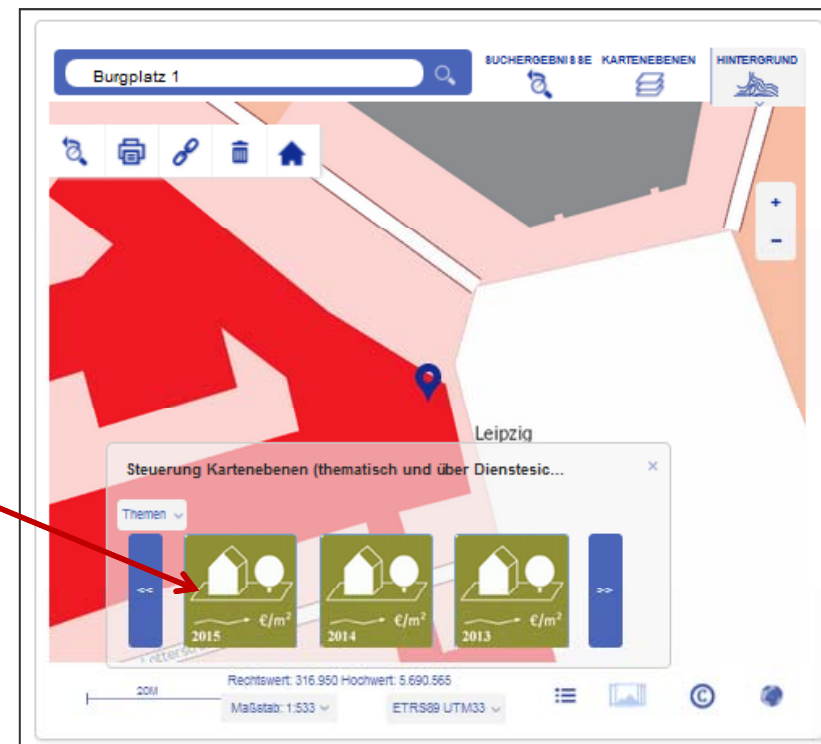 Burgplatz 1
SUCHERGEBNISSE KARTENEBENEN HINTERGRUND
+
-
Leipzig
Steuerung Kartenebenen (thematisch und über Dienstesic... ×
Themen
<< >>
€/m² €/m² €/m²
2015 2014 2013
20M
Rechtswert: 316.950 Hochwert: 5.690.565
Maßstab: 1:533 ETRS89 UTM33
©